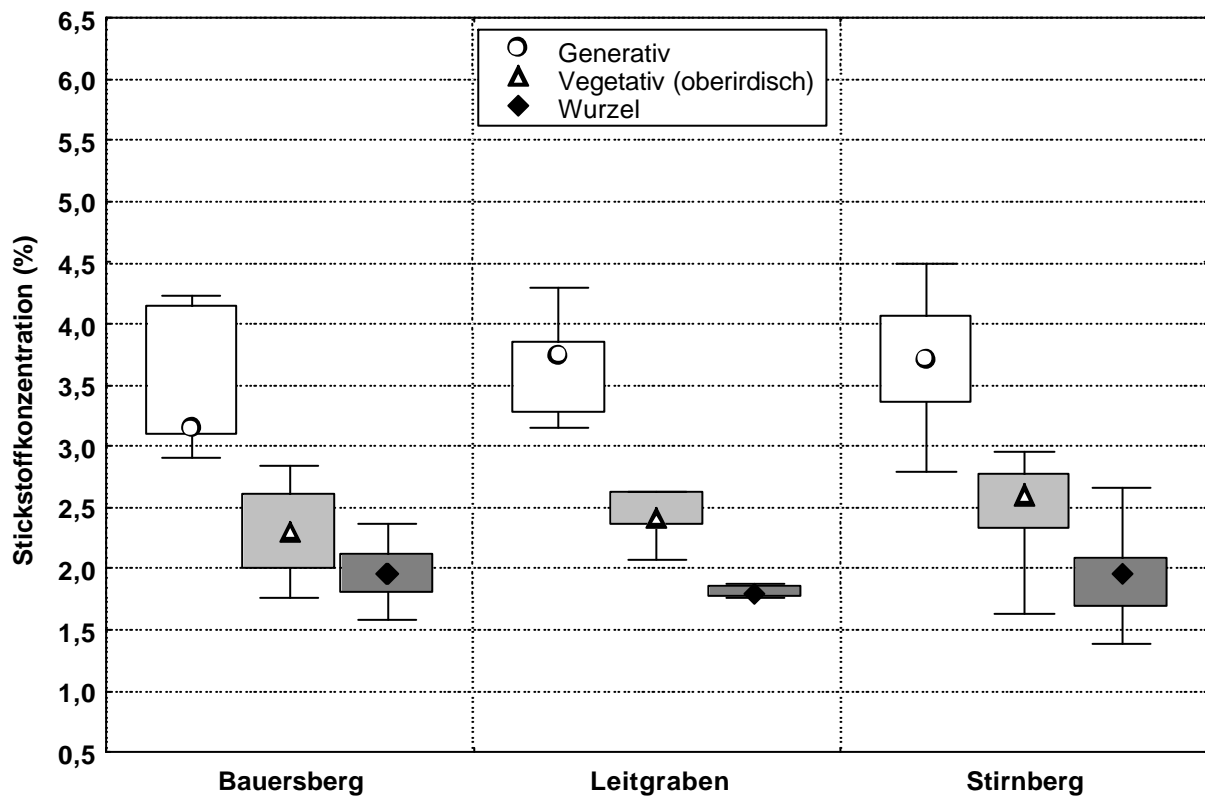 Stickstoffkonzentration (%)
6,5
6,0
5,5
5,0
4,5
4,0
3,5
3,0
2,5
2,0
1,5
1,0
0,5
Generativ
Vegetativ (oberirdisch)
Wurzel
Bauersberg
Leitgraben
Stirnberg